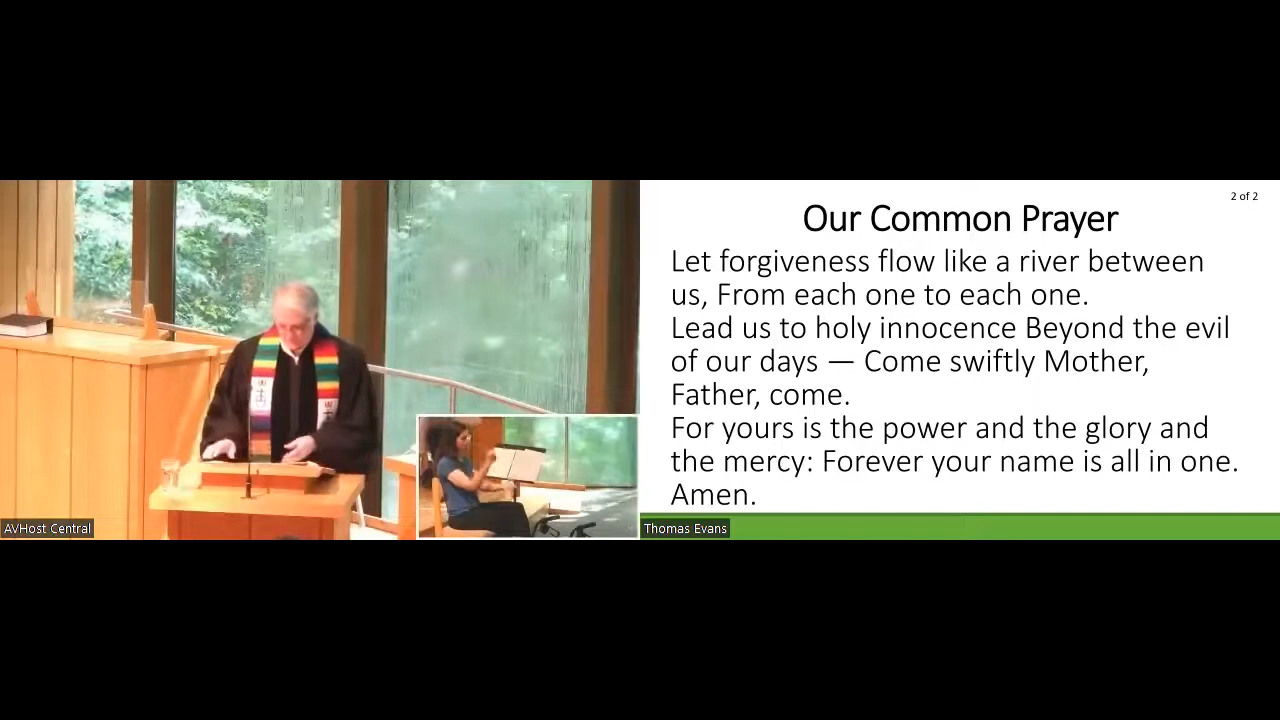 2 of 2
Our Common Prayer
Let forgiveness flow like a river between
us, From each one to each one.
Lead us to holy innocence Beyond the evil
of our days — Come swiftly Mother,
Father, come.
For yours is the power and the glory and
the mercy: Forever your name is all in one.
Amen.
AVHost Central
Thomas Evans